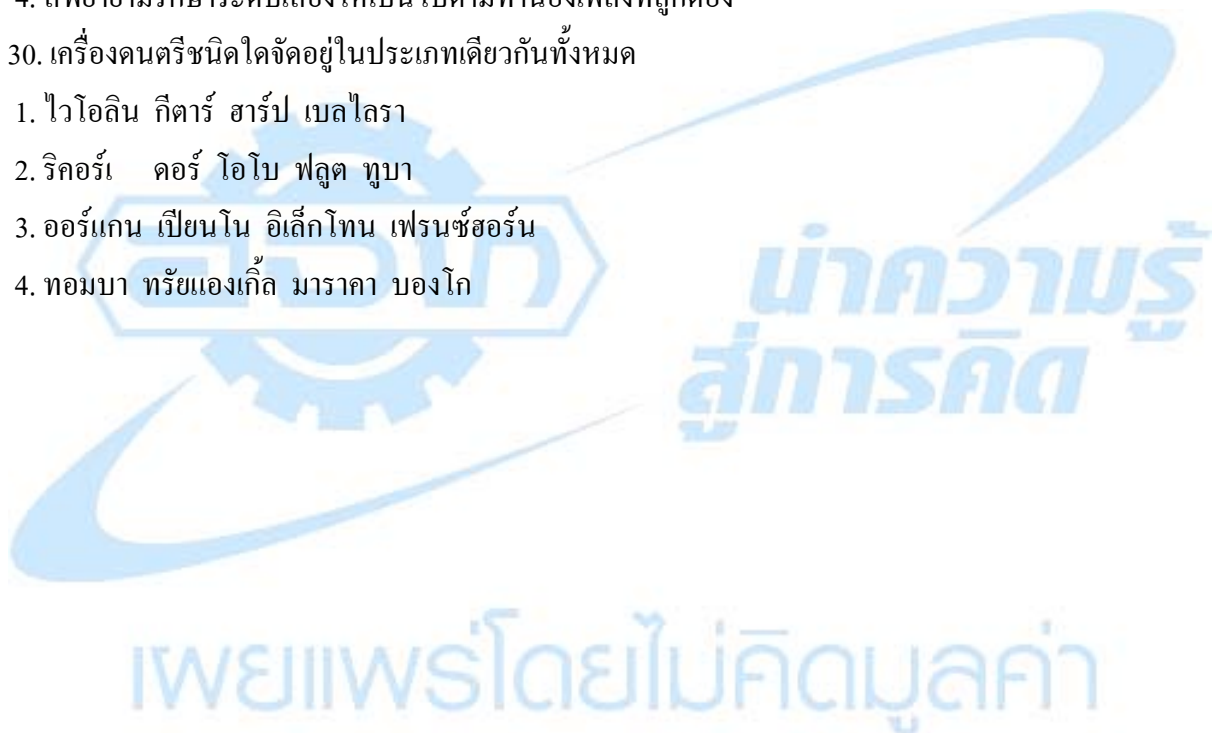 30. เครื่องดนตรีชนิดใดจัดอยู่ในประเภทเดียวกันทั้งหมด
1. ไวโอลิน กีตาร์ ฮาร์ป เบลไลรา
2. ริคอร์เ ดอร์ โอโบ ฟลูต ทูบา
3. ออร์แกน เปียนโน อิเล็กโทน เฟรนซ์ฮอร์น
4. ทอมบา ทรัยแองเกิ้ล มาราคา บองโก
สวท
นำความรู้
สู่การคิด
เผยแพร่โดยไม่คิดมูลค่า